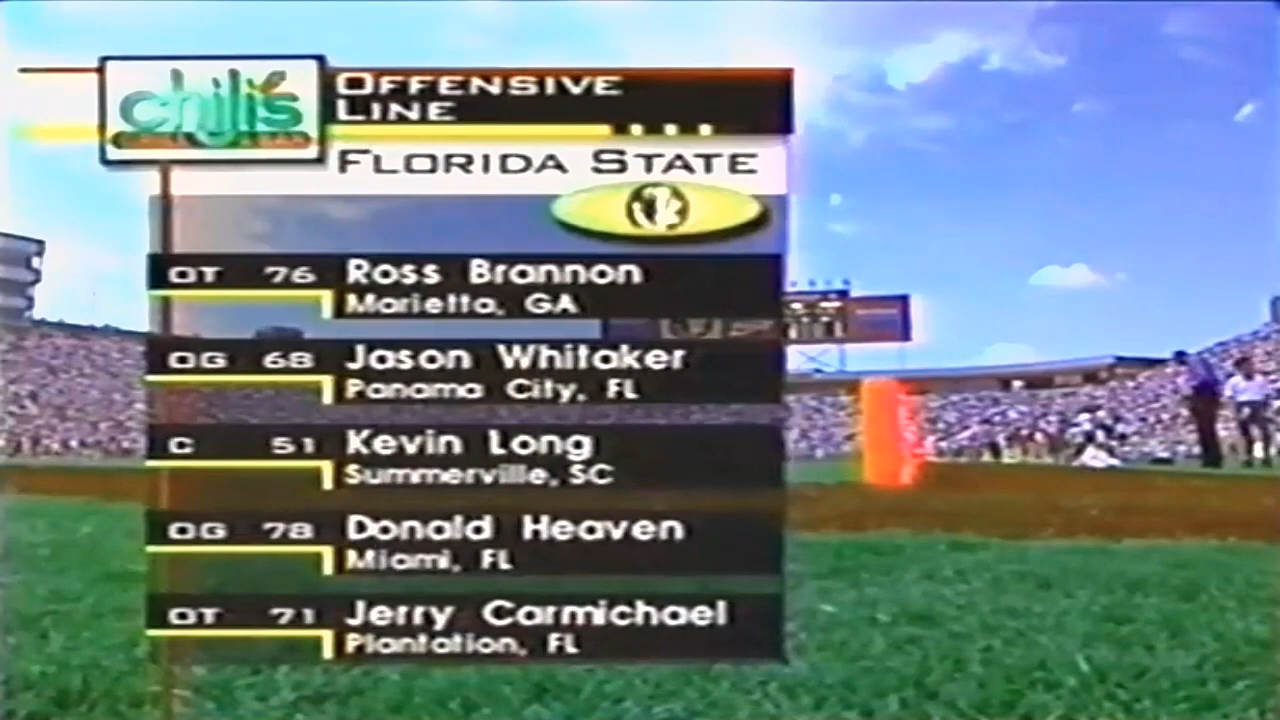 chili's
OFFENSIVE
LINE
FLORIDA STATE
OT 76 Ross Brannon
Marietta, GA
OG 68 Jason Whitaker
Panama City, FL
C 51 Kevin Long
Summerville, SC
OG 78 Donald Heaven
Miami, FL
OT 71 Jerry Carmichael
Plantation, FL